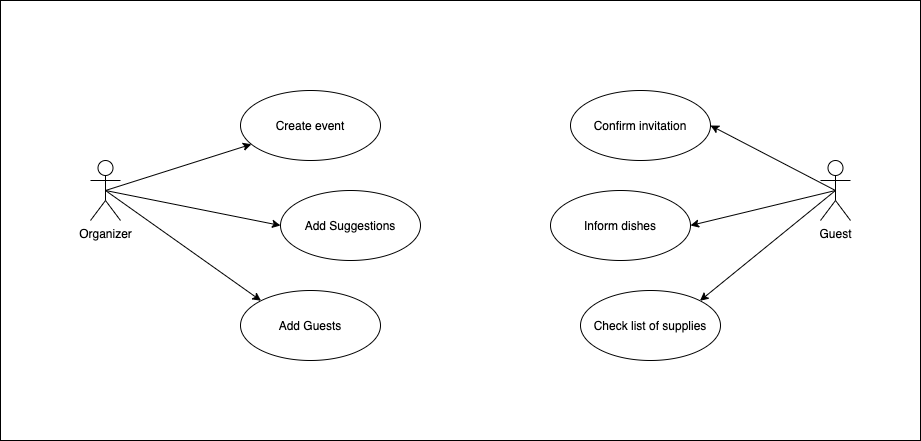 Create event
Confirm invitation
Add Suggestions
Inform dishes
Organizer
Guest
Add Guests
Check list of supplies